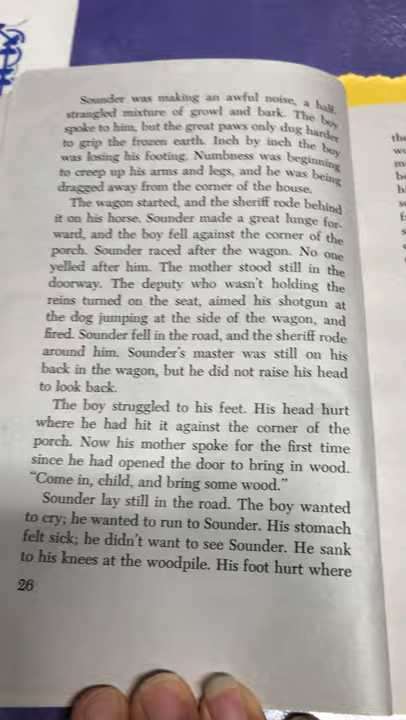 Sounder was making an awful noise, a half-
strangled mixture of growl and bark. The boy
spoke to him, but the great paws only dug harder
to grip the frozen earth. Inch by inch the boy
was losing his footing. Numbness was beginning
to creep up his arms and legs, and he was being
dragged away from the corner of the house.
The wagon started, and the sheriff rode behind
it on his horse. Sounder made a great lunge for-
ward, and the boy fell against the corner of the
porch. Sounder raced after the wagon. No one
yelled after him. The mother stood still in the
doorway. The deputy who wasn't holding the
reins turned on the seat, aimed his shotgun at
the dog jumping at the side of the wagon, and
fired. Sounder fell in the road, and the sheriff rode
around him. Sounder's master was still on his
back in the wagon, but he did not raise his head
to look back.
The boy struggled to his feet. His head hurt
where he had hit it against the corner of the
porch. Now his mother spoke for the first time
since he had opened the door to bring in wood.
"Come in, child, and bring some wood."
Sounder lay still in the road. The boy wanted
to cry; he wanted to run to Sounder. His stomach
felt sick; he didn't want to see Sounder. He sank
to his knees at the woodpile. His foot hurt where
26